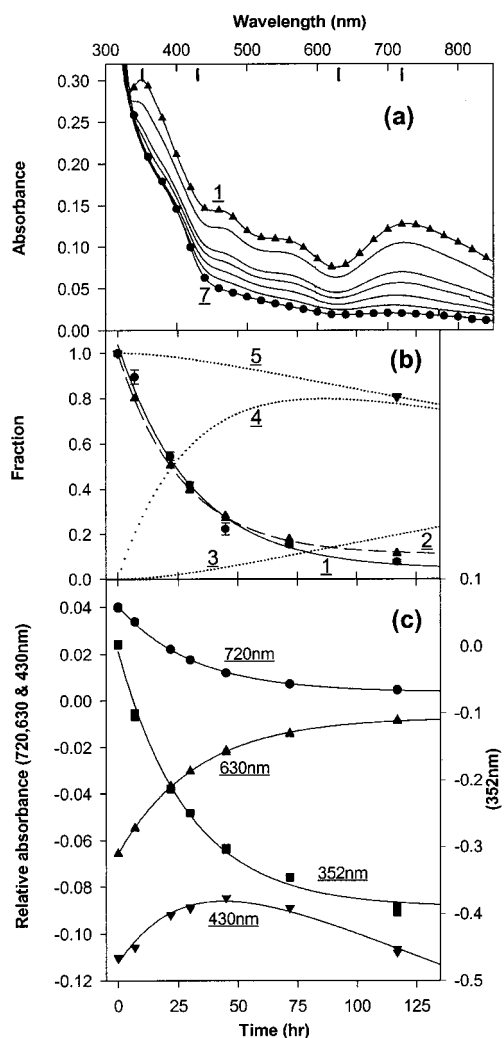 Wavelength (nm)
300 400 500 600 700 800
(a)
0.30
0.25
0.20
0.15
0.10
0.05
0.00
Absorbance
1
7
(b)
1.0
0.8
0.6
0.4
0.2
0.0
Fraction
5
4
3
2
1
0.1
(c)
0.04
0.02
0.00
-0.02
-0.04
-0.06
-0.08
-0.10
-0.12
Relative absorbance (720,630 & 430nm)
720nm
630nm
352nm
430nm
0.0
-0.1
-0.2
-0.3
-0.4
-0.5
(352nm)
0 25 50 75 100 125
Time (hr)